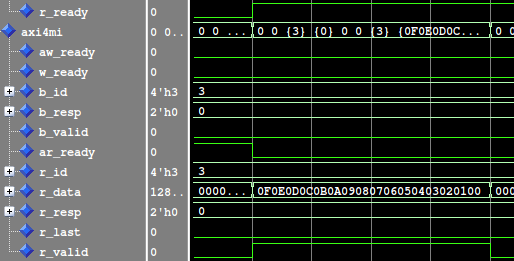 r_ready 0
axi4mi 0 0... 0 0 ... 0 0 {3} {0} 0 0 {3} {0F0E0D0C... 0 0
aw_ready 0
w_ready 0
b_id 4'h3 3
b_resp 2'h0 0
b_valid 0
ar_ready 0
r_id 4'h3 3
r_data 128... 0000... 0F0E0D0C0B0A09080706050403020100 000
r_resp 2'h0 0
r_last 0
r_valid 0